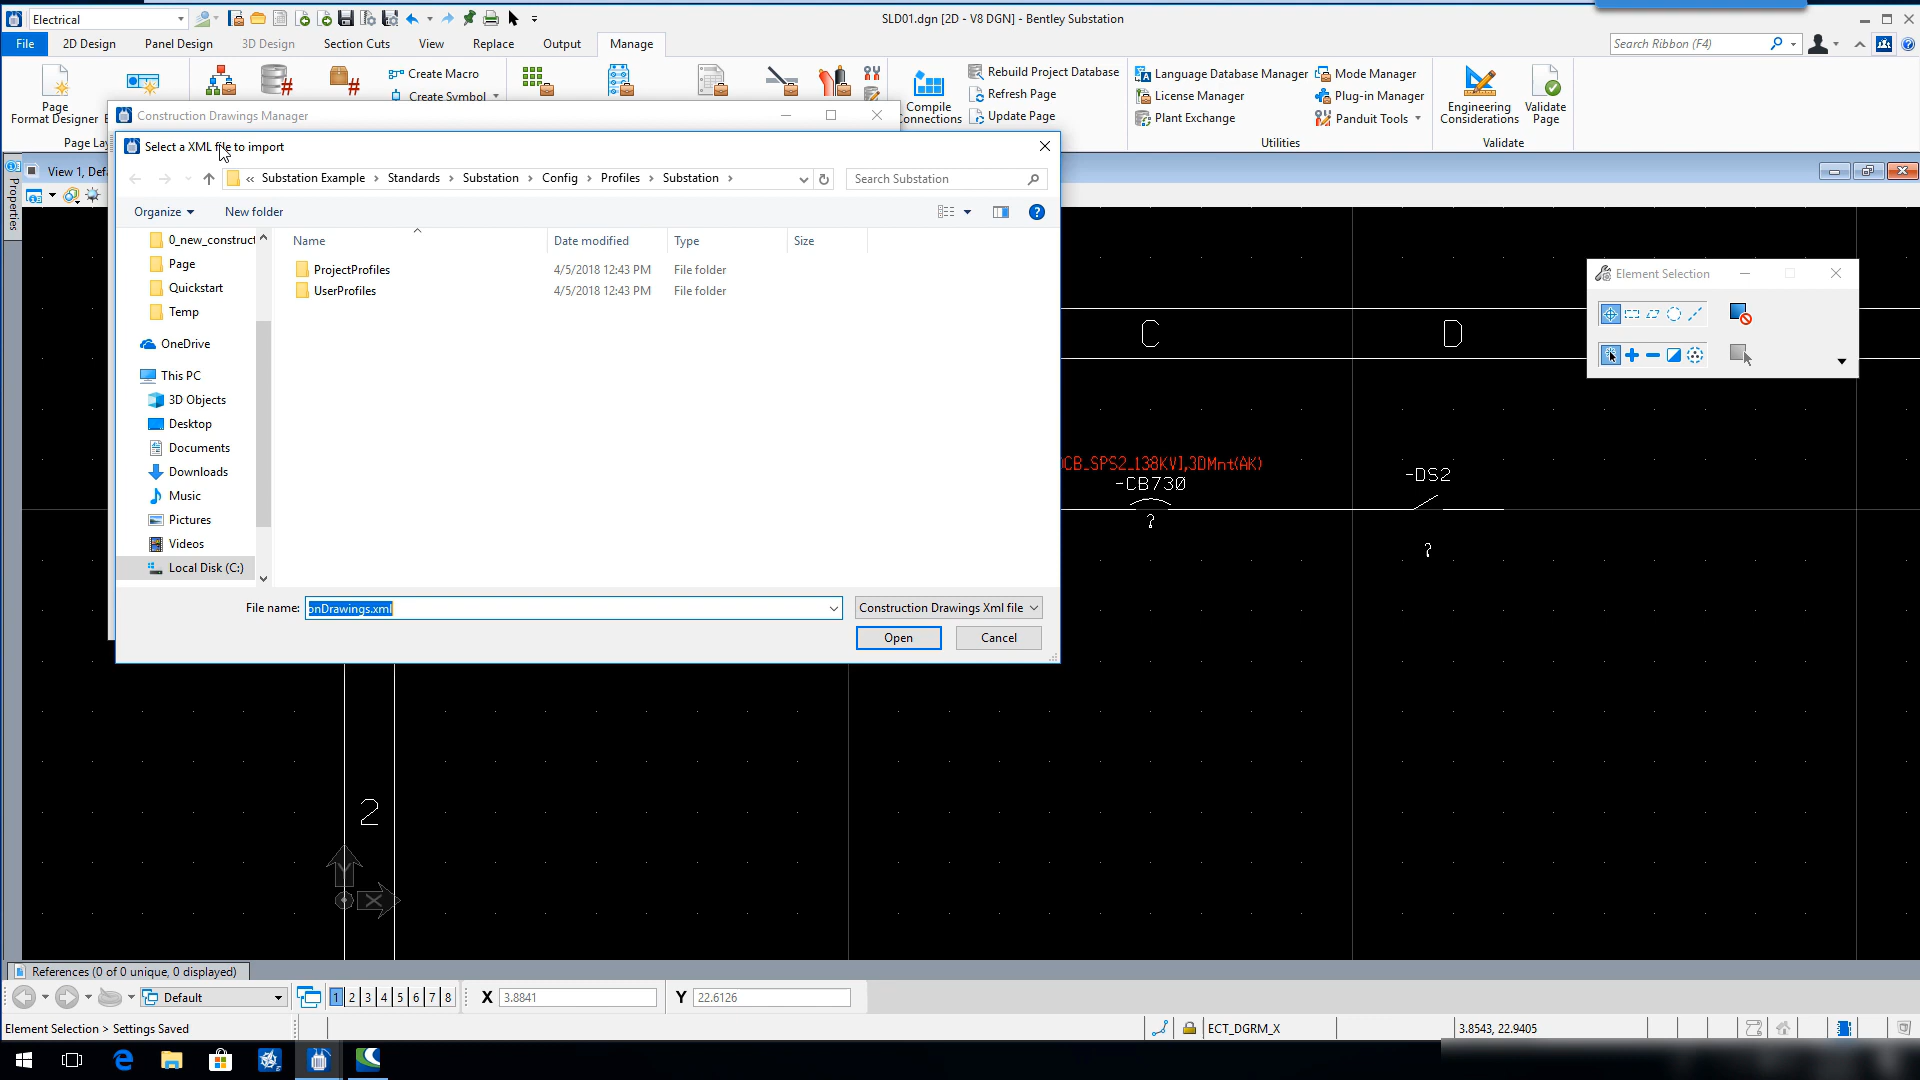 Electrical
SLD01.dgn [2D - V8 DGN] - Bentley Substation
File 2D Design Panel Design 3D Design Section Cuts View Replace Output Manage
Search Ribbon (F4)
Page Format Designer
Page Lay
Create Macro
Create Symbol
Compile Connections
Rebuild Project Database
Refresh Page
Update Page
Language Database Manager
License Manager
Plant Exchange
Mode Manager
Plug-in Manager
Panduit Tools
Utilities
Engineering Considerations
Validate Page
Validate
Construction Drawings Manager
Select a XML file to import
View 1, Def
Properties
« Substation Example > Standards > Substation > Config > Profiles > Substation >
Search Substation
Organize New folder
Name Date modified Type Size
ProjectProfiles 4/5/2018 12:43 PM File folder
UserProfiles 4/5/2018 12:43 PM File folder
0_new_construct
Page
Quickstart
Temp
OneDrive
This PC
3D Objects
Desktop
Documents
Downloads
Music
Pictures
Videos
Local Disk (C:)
File name: onDrawings.xml
Construction Drawings Xml file
Open Cancel
Element Selection
C D
CB_SPS2_138KV],3DMnt(AK)
-CB730
?
-DS2
?
2
Y
X
References (0 of 0 unique, 0 displayed)
Default
1 2 3 4 5 6 7 8
X 3.8841
Y 22.6126
Element Selection > Settings Saved
ECT_DGRM_X
3.8543, 22.9405